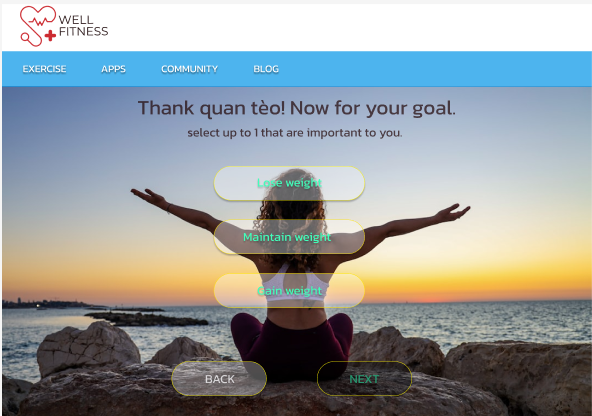 WELL
FITNESS
EXERCISE APPS COMMUNITY BLOG
Thank quan tèo! Now for your goal.
select up to 1 that are important to you.
Lose weight
Maintain weight
Gain weight
BACK NEXT